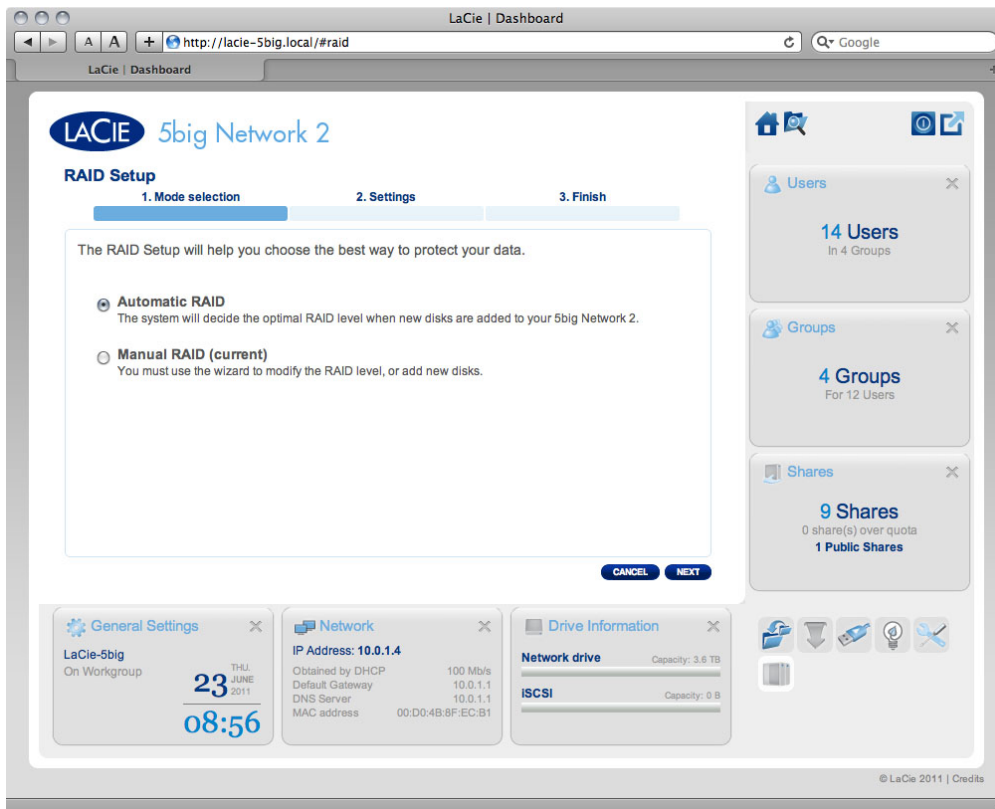 LaCie | Dashboard
A A + http://lacie-5big.local/#raid Google
LaCie | Dashboard
LACIE 5big Network 2
RAID Setup
1. Mode selection 2. Settings 3. Finish
The RAID Setup will help you choose the best way to protect your data.
Automatic RAID
The system will decide the optimal RAID level when new disks are added to your 5big Network 2.
Manual RAID (current)
You must use the wizard to modify the RAID level, or add new disks.
CANCEL NEXT
Users
14 Users
In 4 Groups
Groups
4 Groups
For 12 Users
Shares
9 Shares
0 share(s) over quota
1 Public Shares
General Settings
LaCie-5big
On Workgroup
23 THU. JUNE 2011
08:56
Network
IP Address: 10.0.1.4
Obtained by DHCP 100 Mb/s
Default Gateway 10.0.1.1
DNS Server 10.0.1.1
MAC address 00:D0:4B:8F:EC:B1
Drive Information
Network drive Capacity: 3.6 TB
iSCSI Capacity: 0 B
© LaCie 2011 | Credits